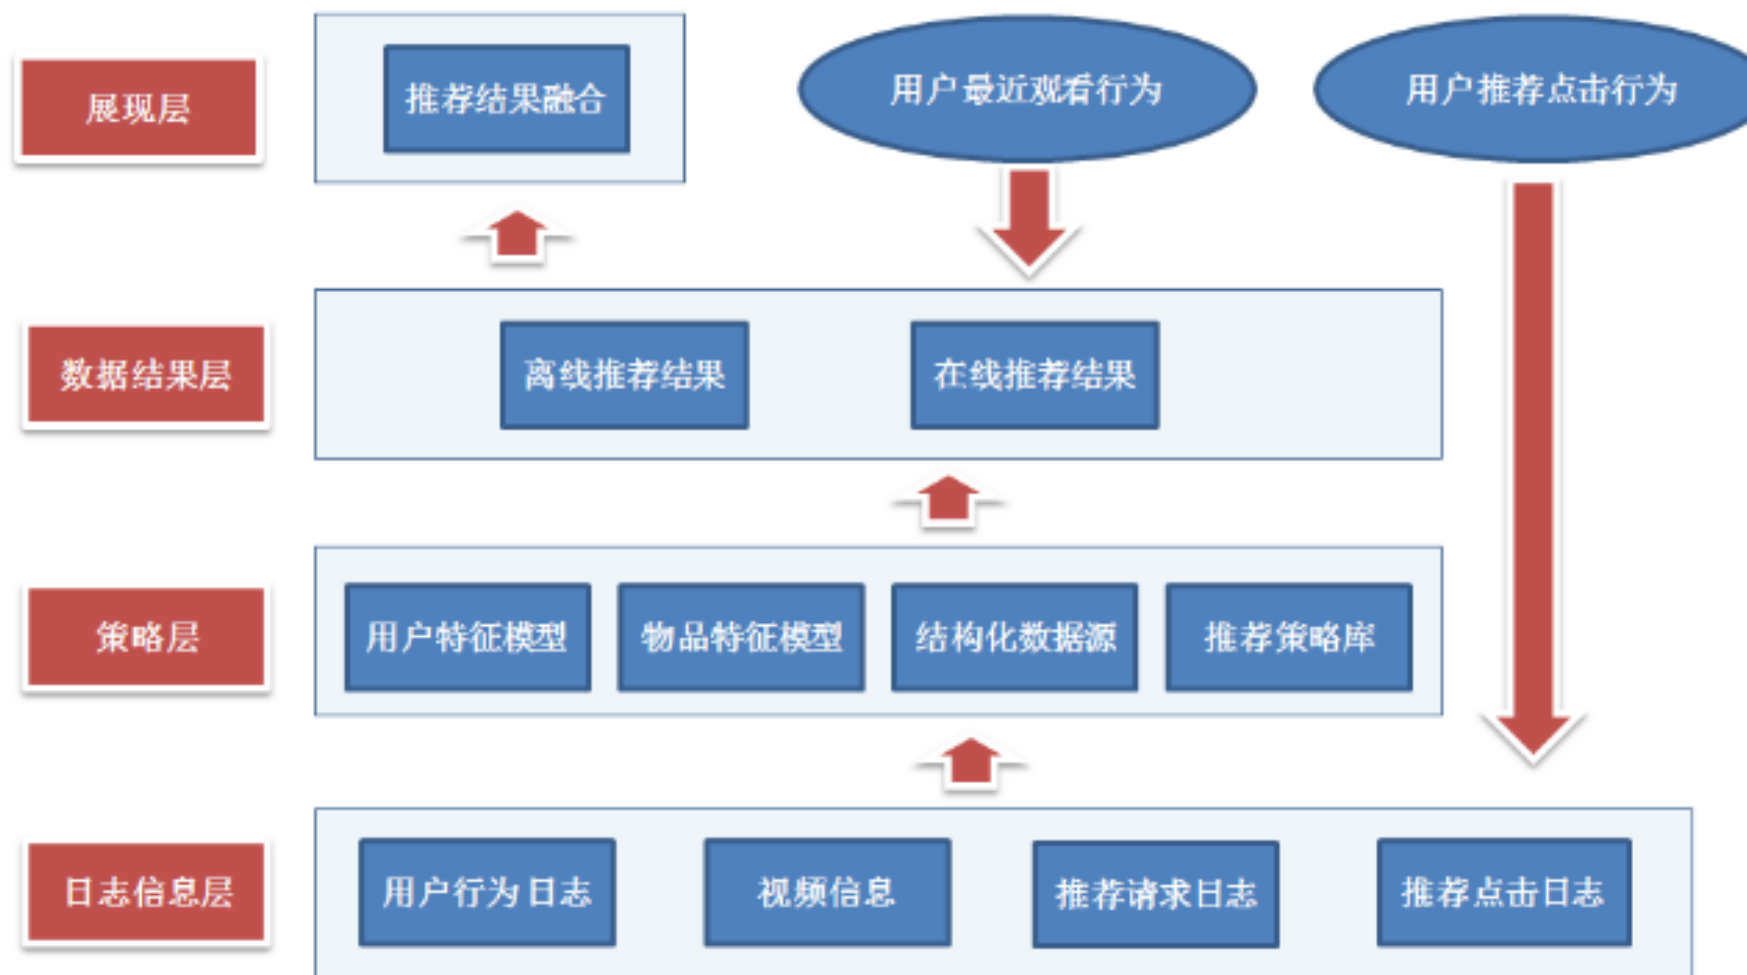 展现层
推荐结果融合
用户最近观看行为
用户推荐点击行为
数据结果层
离线推荐结果
在线推荐结果
策略层
用户特征模型
物品特征模型
结构化数据源
推荐策略库
日志信息层
用户行为日志
视频信息
推荐请求日志
推荐点击日志